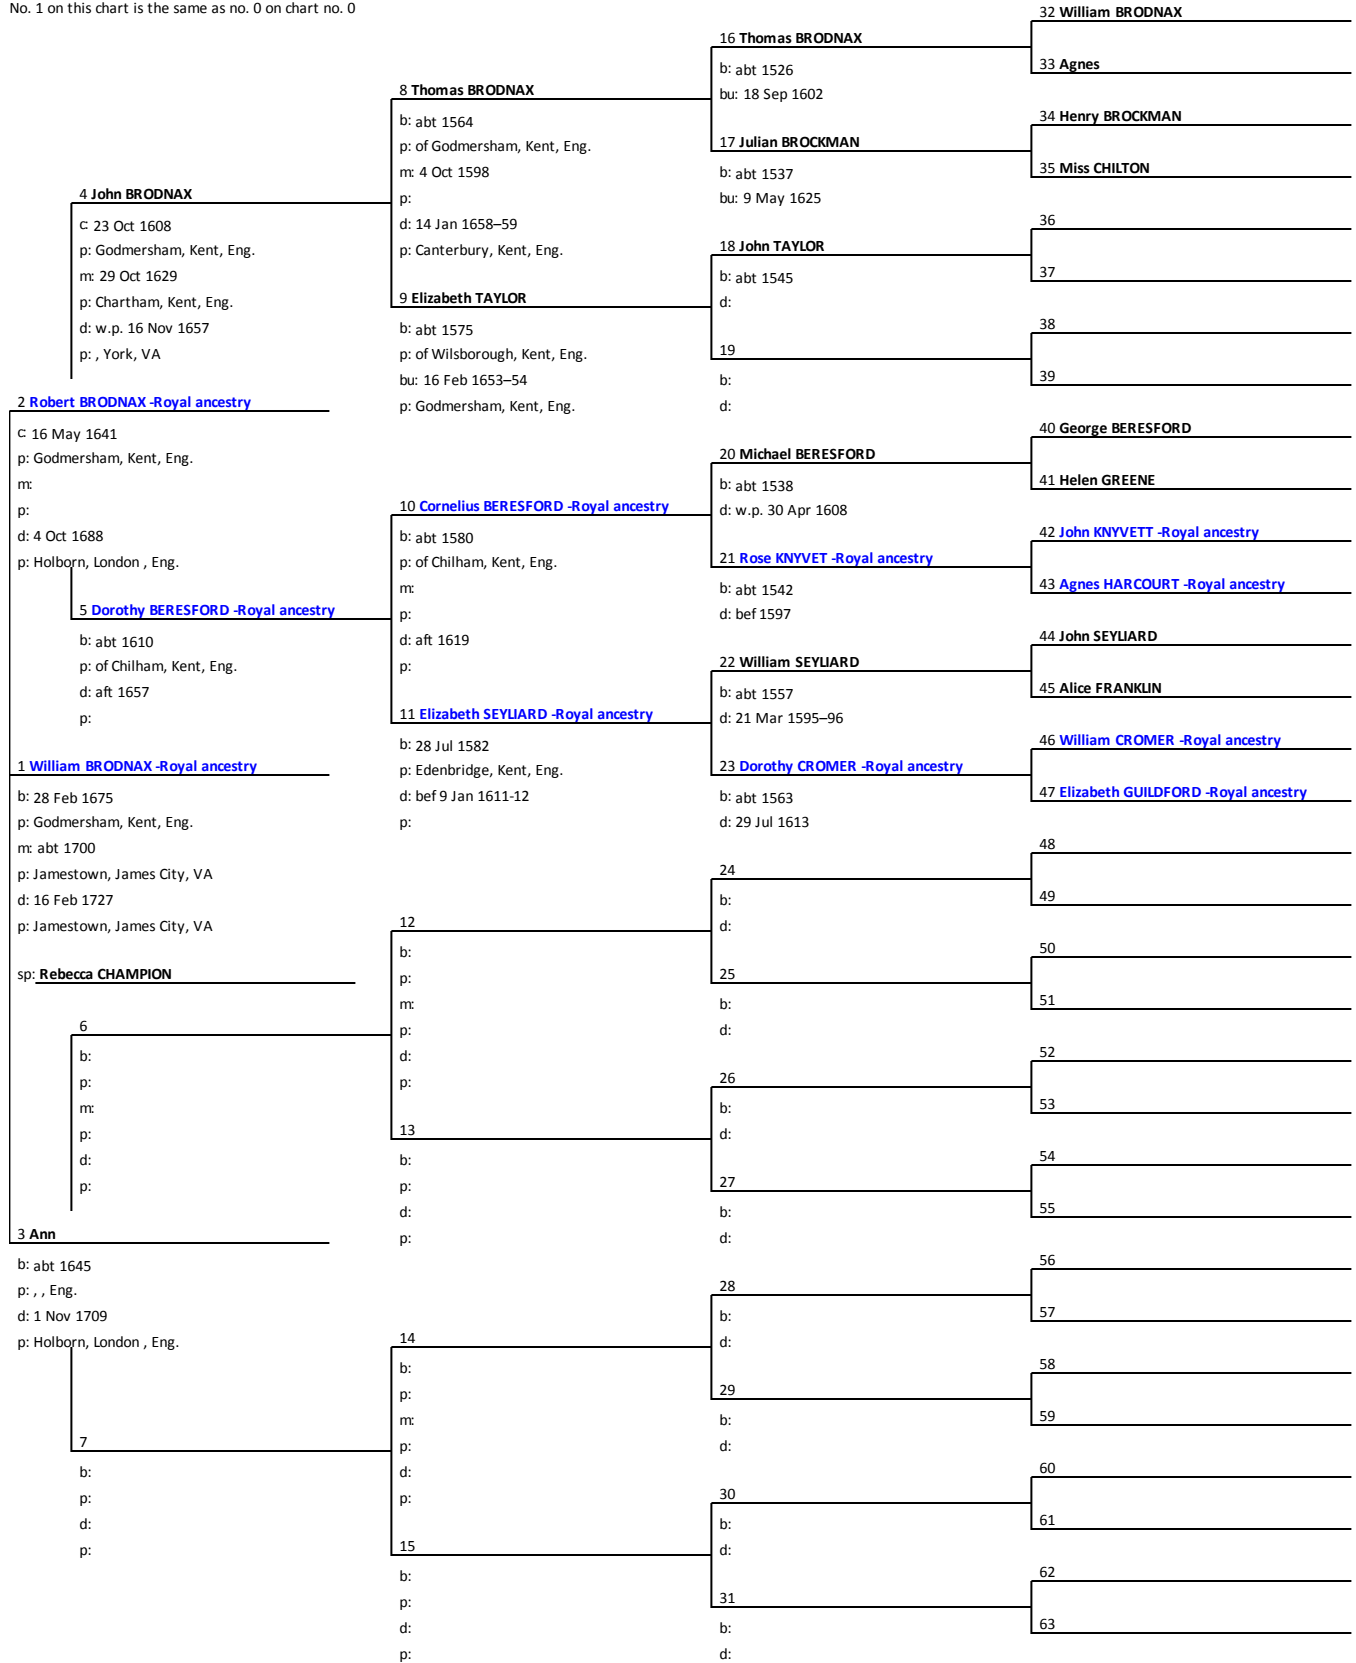 No. 1 on this chart is the same as no. 0 on chart no. 0
4 John BRODNAX
c: 23 Oct 1608
p: Godmersham, Kent, Eng.
m: 29 Oct 1629
p: Chartham, Kent, Eng.
d: w.p. 16 Nov 1657
p: , York, VA
2 Robert BRODNAX -Royal ancestry
c: 16 May 1641
p: Godmersham, Kent, Eng.
m:
p:
d: 4 Oct 1688
p: Holborn, London , Eng.
5 Dorothy BERESFORD -Royal ancestry
b: abt 1610
p: of Chilham, Kent, Eng.
d: aft 1657
p:
1 William BRODNAX -Royal ancestry
b: 28 Feb 1675
p: Godmersham, Kent, Eng.
m: abt 1700
p: Jamestown, James City, VA
d: 16 Feb 1727
p: Jamestown, James City, VA
sp: Rebecca CHAMPION
6
b:
p:
m:
p:
d:
p:
3 Ann
b: abt 1645
p: , , Eng.
d: 1 Nov 1709
p: Holborn, London , Eng.
7
b:
p:
d:
p:
8 Thomas BRODNAX
b: abt 1564
p: of Godmersham, Kent, Eng.
m: 4 Oct 1598
p:
d: 14 Jan 1658–59
p: Canterbury, Kent, Eng.
9 Elizabeth TAYLOR
b: abt 1575
p: of Wilsborough, Kent, Eng.
bu: 16 Feb 1653–54
p: Godmersham, Kent, Eng.
10 Cornelius BERESFORD -Royal ancestry
b: abt 1580
p: of Chilham, Kent, Eng.
m:
p:
d: aft 1619
p:
11 Elizabeth SEYLIARD -Royal ancestry
b: 28 Jul 1582
p: Edenbridge, Kent, Eng.
d: bef 9 Jan 1611-12
p:
12
b:
p:
m:
p:
d:
p:
13
b:
p:
d:
p:
14
b:
p:
m:
p:
d:
p:
15
b:
p:
d:
p:
16 Thomas BRODNAX
b: abt 1526
bu: 18 Sep 1602
17 Julian BROCKMAN
b: abt 1537
bu: 9 May 1625
18 John TAYLOR
b: abt 1545
d:
19
b:
d:
20 Michael BERESFORD
b: abt 1538
d: w.p. 30 Apr 1608
21 Rose KNYVET -Royal ancestry
b: abt 1542
d: bef 1597
22 William SEYLIARD
b: abt 1557
d: 21 Mar 1595–96
23 Dorothy CROMER -Royal ancestry
b: abt 1563
d: 29 Jul 1613
24
b:
d:
25
b:
d:
26
b:
d:
27
b:
d:
28
b:
d:
29
b:
d:
30
b:
d:
31
b:
d:
32 William BRODNAX
33 Agnes
34 Henry BROCKMAN
35 Miss CHILTON
36
37
38
39
40 George BERESFORD
41 Helen GREENE
42 John KNYVETT -Royal ancestry
43 Agnes HARCOURT -Royal ancestry
44 John SEYLIARD
45 Alice FRANKLIN
46 William CROMER -Royal ancestry
47 Elizabeth GUILDFORD -Royal ancestry
48
49
50
51
52
53
54
55
56
57
58
59
60
61
62
63